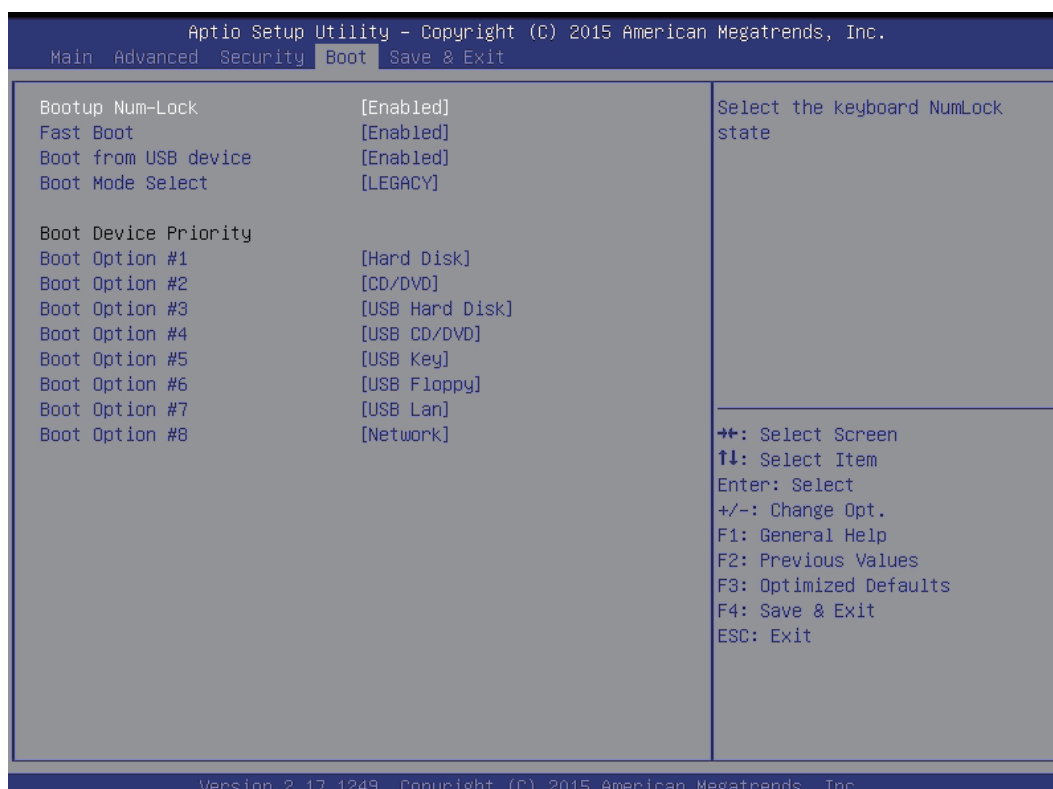 Aptio Setup Utility – Copyright (C) 2015 American Megatrends, Inc.
Main Advanced Security Boot Save & Exit
Bootup Num-Lock [Enabled]
Fast Boot [Enabled]
Boot from USB device [Enabled]
Boot Mode Select [LEGACY]
Boot Device Priority
Boot Option #1 [Hard Disk]
Boot Option #2 [CD/DVD]
Boot Option #3 [USB Hard Disk]
Boot Option #4 [USB CD/DVD]
Boot Option #5 [USB Key]
Boot Option #6 [USB Floppy]
Boot Option #7 [USB Lan]
Boot Option #8 [Network]
Select the keyboard NumLock
state
→←: Select Screen
↑↓: Select Item
Enter: Select
+/-: Change Opt.
F1: General Help
F2: Previous Values
F3: Optimized Defaults
F4: Save & Exit
ESC: Exit
Version 2.17.1249. Copyright (C) 2015 American Megatrends, Inc.